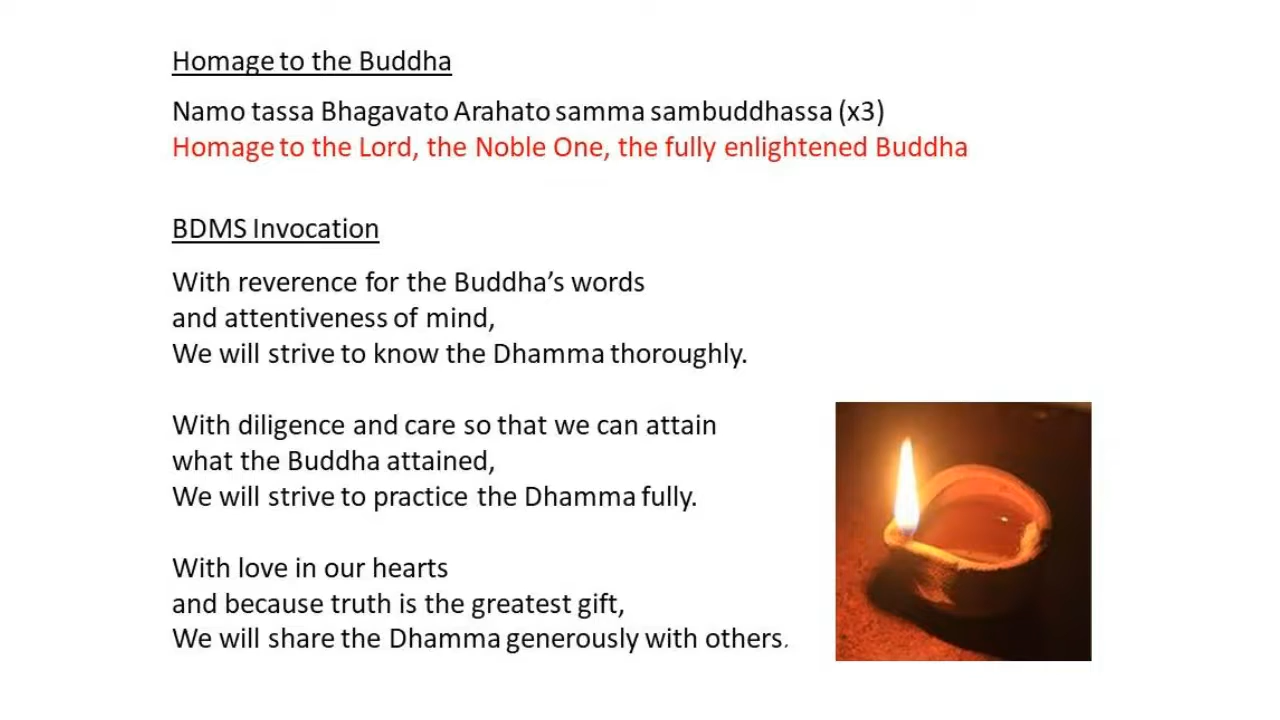 Homage to the Buddha
Namo tassa Bhagavato Arahato samma sambuddhassa (x3)
Homage to the Lord, the Noble One, the fully enlightened Buddha
BDMS Invocation
With reverence for the Buddha’s words
and attentiveness of mind,
We will strive to know the Dhamma thoroughly.
With diligence and care so that we can attain
what the Buddha attained,
We will strive to practice the Dhamma fully.
With love in our hearts
and because truth is the greatest gift,
We will share the Dhamma generously with others.